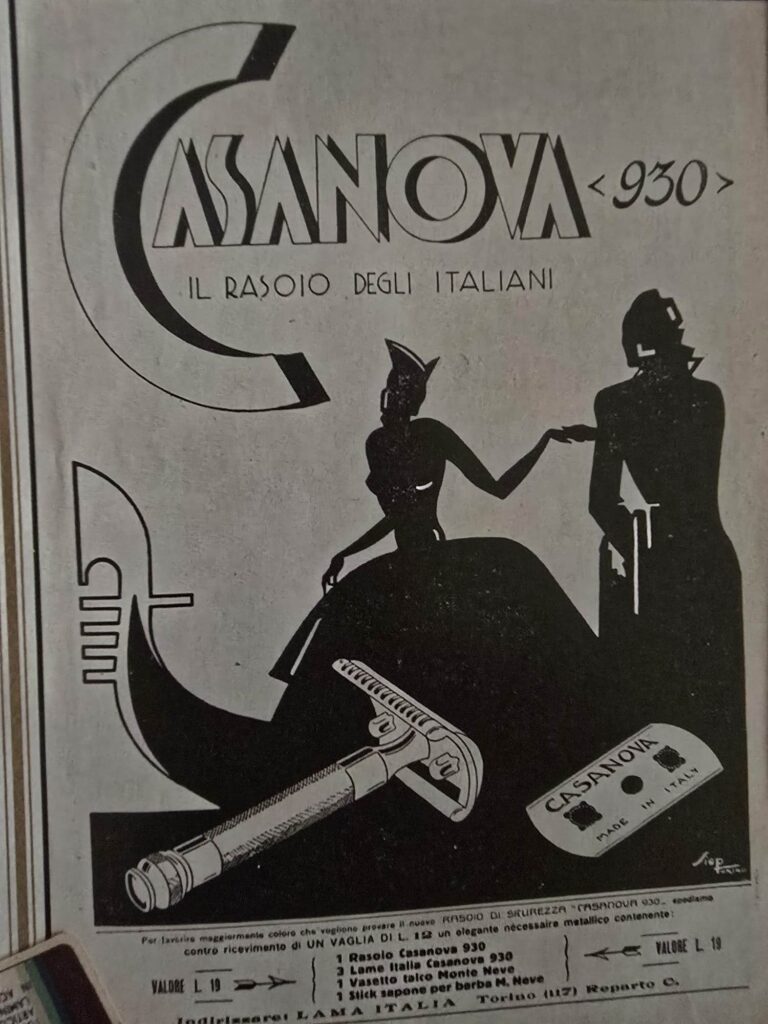 CASANOVA <930>
IL RASOIO DEGLI ITALIANI
CASANOVA
MADE IN ITALY
Siep
TORINO
Per favorire maggiormente coloro che vogliono provare il nuovo RASOIO DI SICUREZZA "CASANOVA 930" spediamo
contro ricevimento di UN VAGLIA DI L. 12 un elegante nécessaire metallico contenente:
VALORE L. 19
1 Rasoio Casanova 930
3 Lame Italia Casanova 930
1 Vasetto talco Monte Neve
1 Stick sapone per barba M. Neve
VALORE L. 19
Indirizzare: LAMA ITALIA Torino (117) Reparto C.